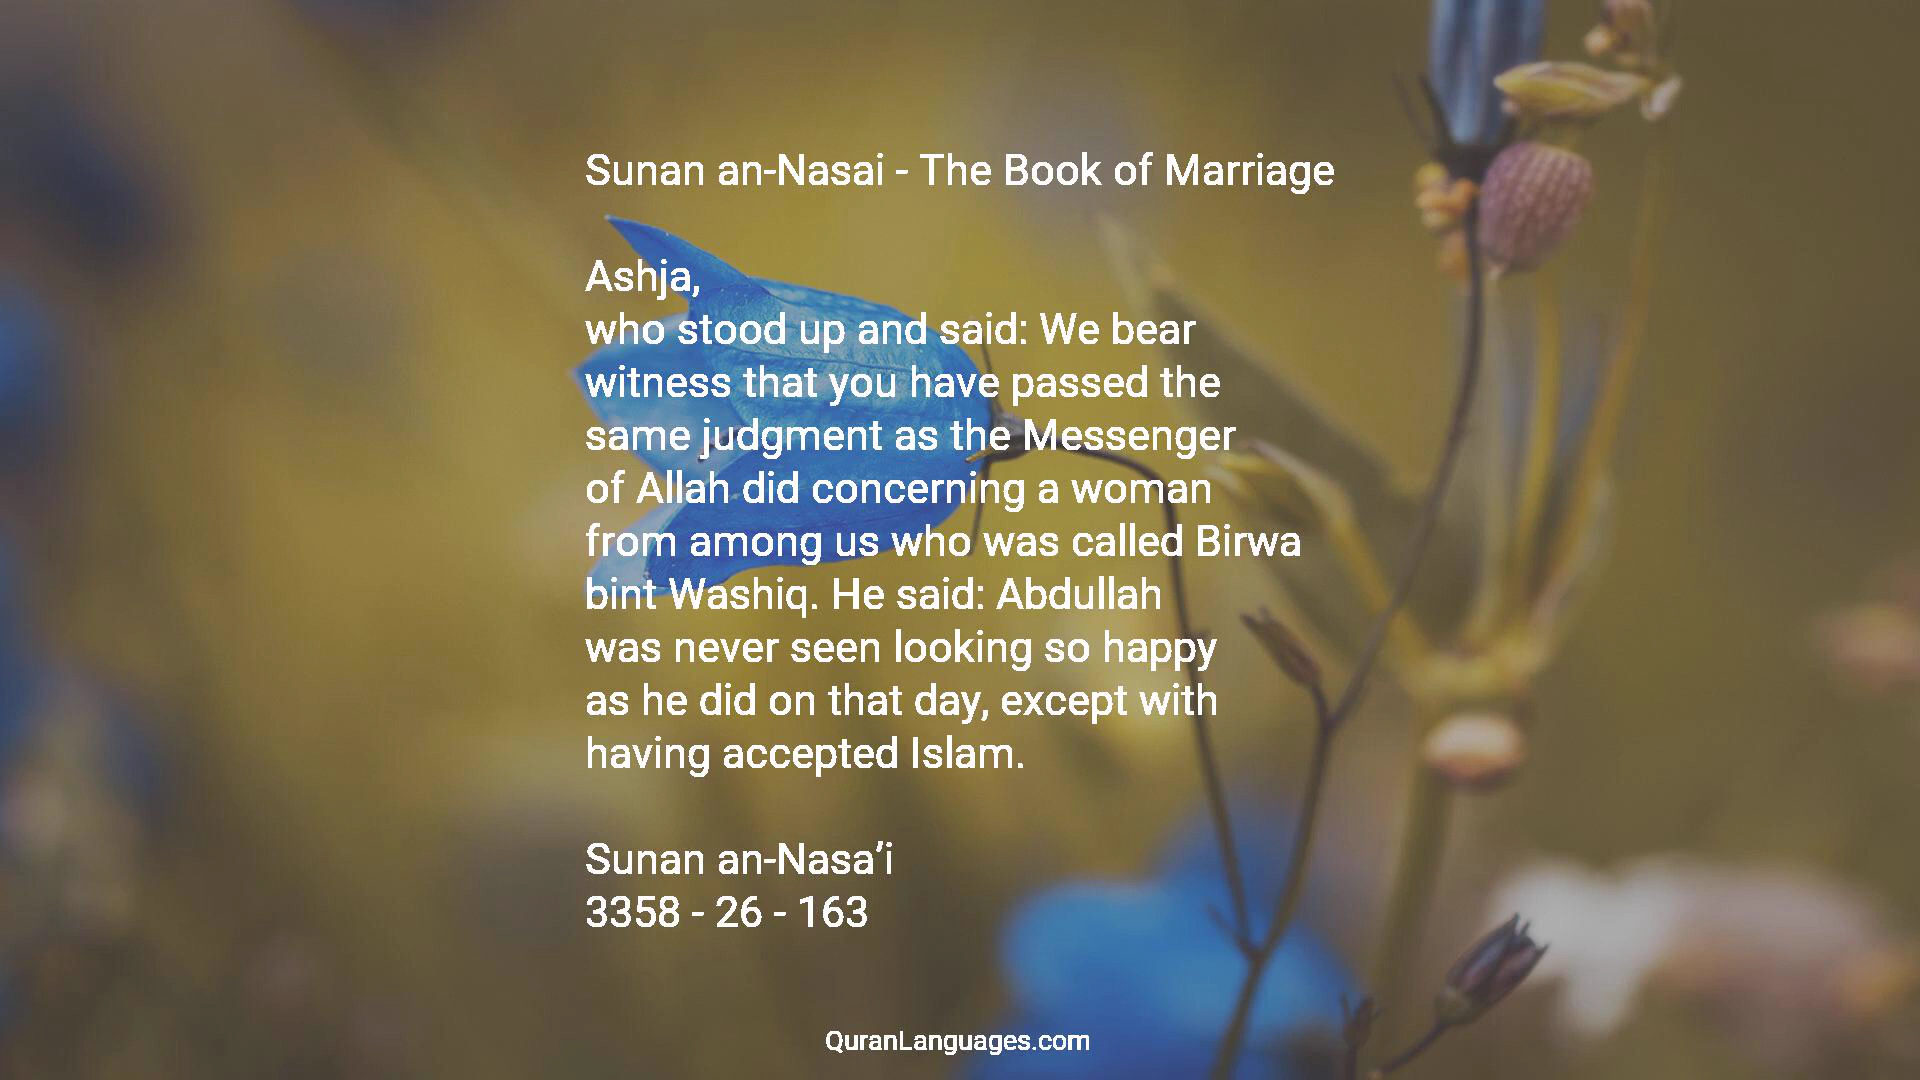 Sunan an-Nasai - The Book of Marriage
Ashja,
who stood up and said: We bear
witness that you have passed the
same judgment as the Messenger
of Allah did concerning a woman
from among us who was called Birwa
bint Washiq. He said: Abdullah
was never seen looking so happy
as he did on that day, except with
having accepted Islam.
Sunan an-Nasa’i
3358 - 26 - 163
QuranLanguages.com